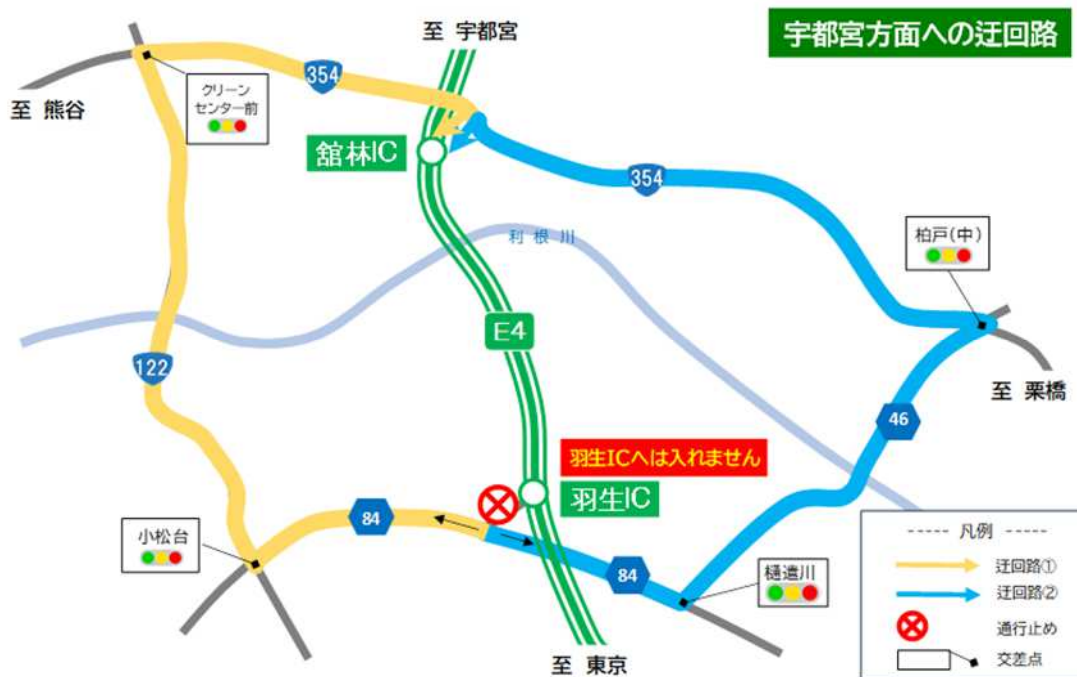 宇都宮方面への迂回路
至 宇都宮
354
至 熊谷
クリーン
センター前
舘林IC
354
利根川
柏戸(中)
E4
122
至 栗橋
46
羽生ICへは入れません
羽生IC
84
小松台
84
樋遣川
至 東京
凡例
迂回路①
迂回路②
通行止め
交差点